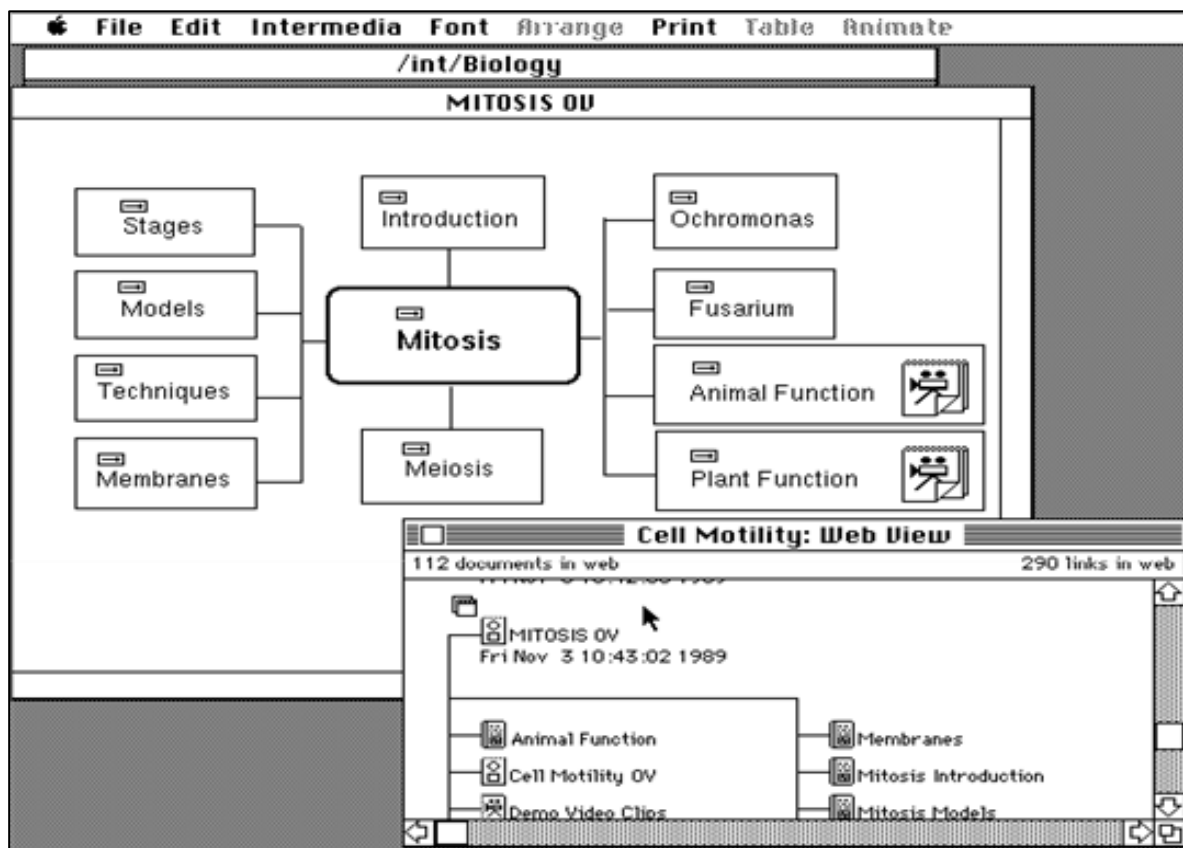 File Edit Intermedia Font Arrange Print Table Animate
/int/Biology
MITOSIS OV
Stages
Models
Techniques
Membranes
Introduction
Mitosis
Meiosis
Ochromonas
Fusarium
Animal Function
Plant Function
Cell Motility: Web View
112 documents in web
290 links in web
MITOSIS OV
Fri Nov 3 10:43:02 1989
Animal Function
Cell Motility OV
Demo Video Clips
Membranes
Mitosis Introduction
Mitosis Models